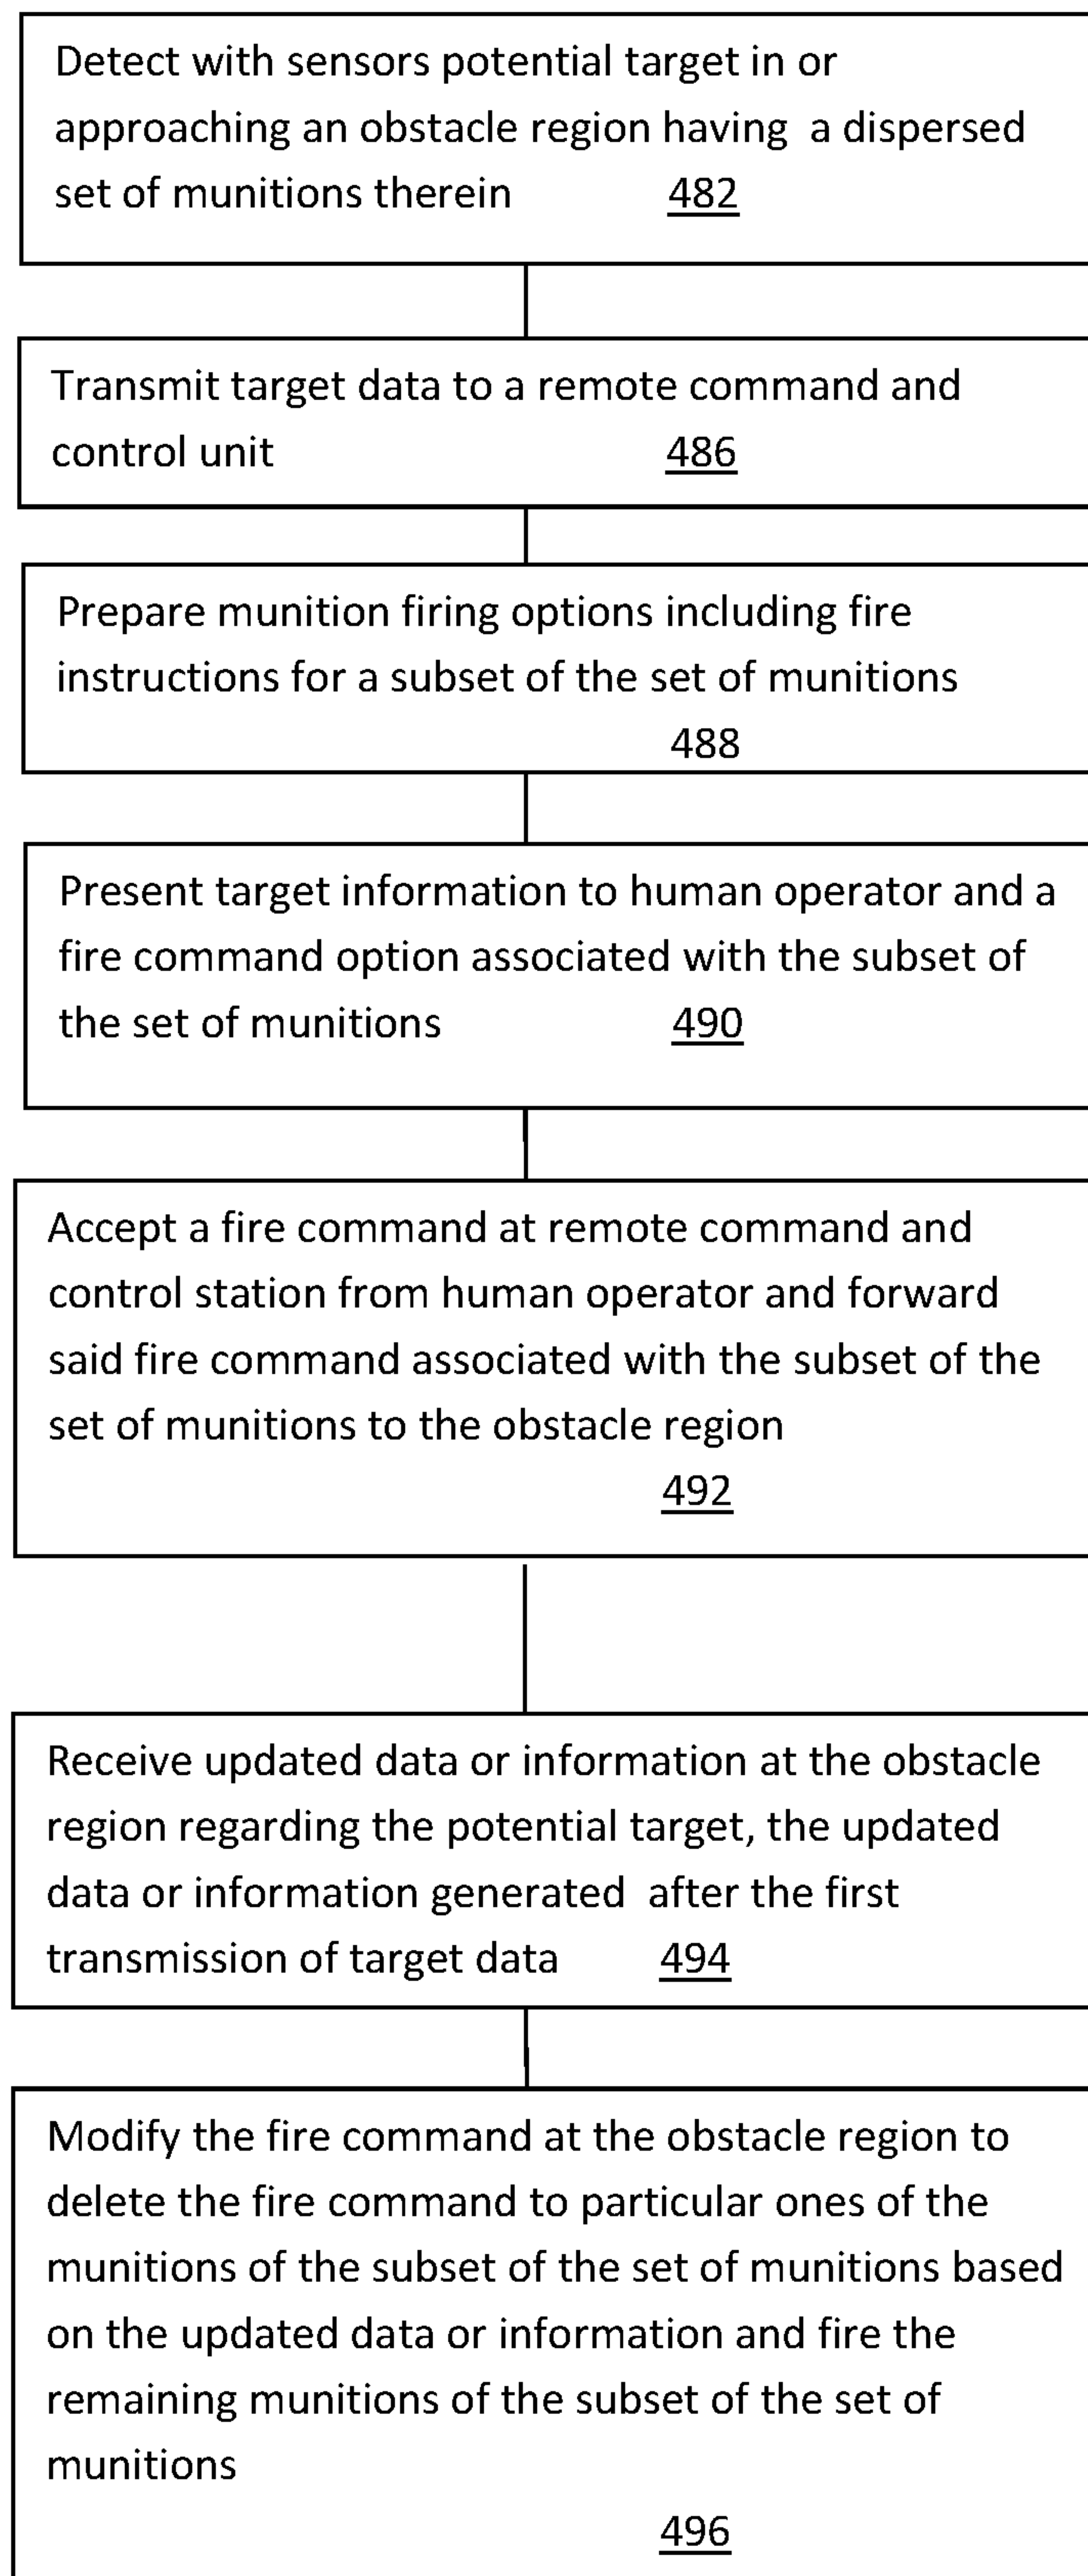 Detect with sensors potential target in or
approaching an obstacle region having  a dispersed
set of munitions therein 482
Transmit target data to a remote command and
control unit 486
Prepare munition firing options including fire
instructions for a subset of the set of munitions
488
Present target information to human operator and a
fire command option associated with the subset of
the set of munitions 490
Accept a fire command at remote command and
control station from human operator and forward
said fire command associated with the subset of the
set of munitions to the obstacle region
492
Receive updated data or information at the obstacle
region regarding the potential target, the updated
data or information generated  after the first
transmission of target data 494
Modify the fire command at the obstacle region to
delete the fire command to particular ones of the
munitions of the subset of the set of munitions based
on the updated data or information and fire the
remaining munitions of the subset of the set of
munitions
496